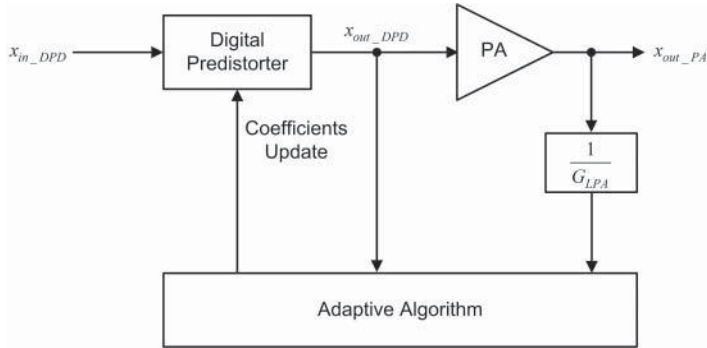 x_in_DPD
Digital
Predistorter
x_out_DPD
PA
x_out_PA
Coefficients
Update
1
G_LPA
Adaptive Algorithm